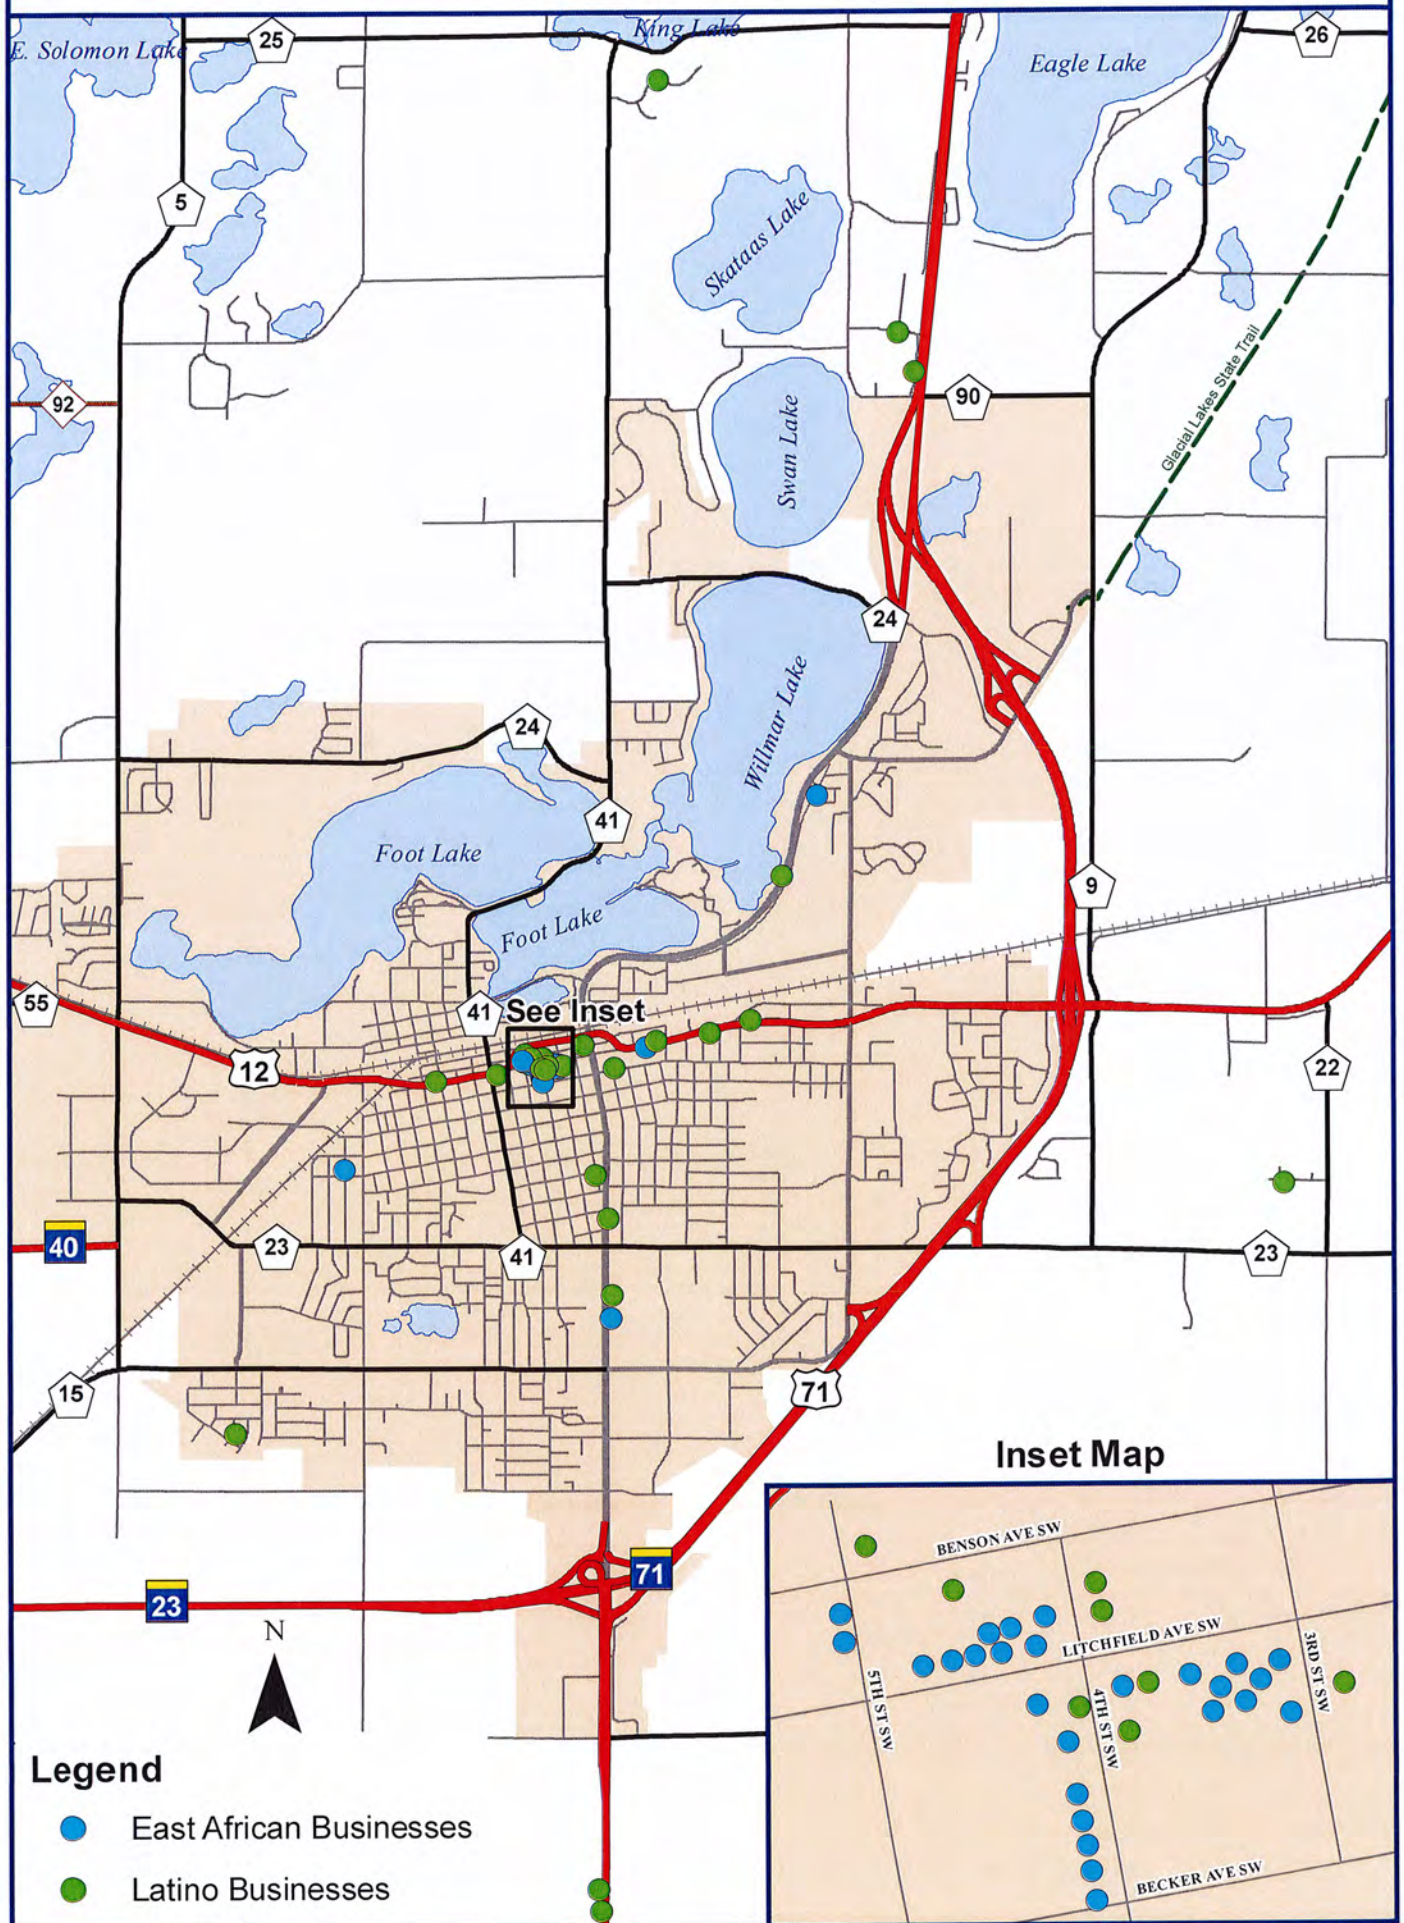 King Lake
E. Solomon Lake
25
26
Eagle Lake
5
Skataas Lake
92
90
Swan Lake
Glacial Lakes State Trail
24
24
Willmar Lake
41
Foot Lake
9
Foot Lake
55
41
See Inset
12
22
40
23
41
23
15
71
Inset Map
71
23
N
BENSON AVE SW
LITCHFIELD AVE SW
5TH ST SW
4TH ST SW
3RD ST SW
BECKER AVE SW
Legend
East African Businesses
Latino Businesses